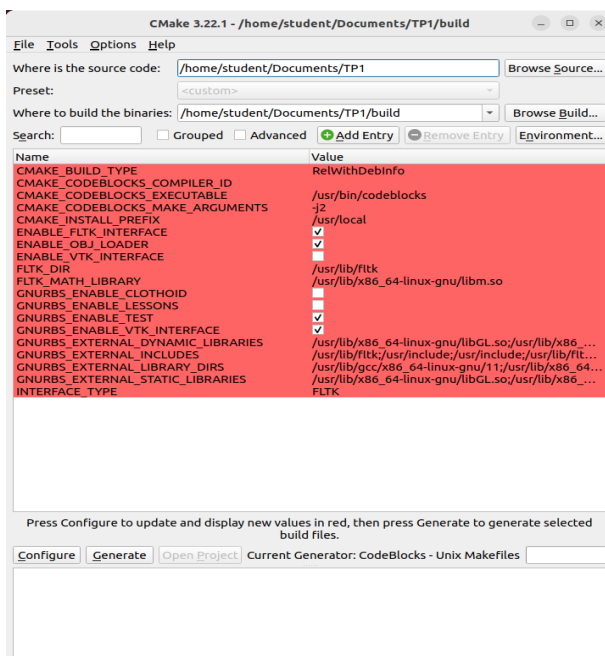 CMake 3.22.1 - /home/student/Documents/TP1/build
File Tools Options Help
Where is the source code: /home/student/Documents/TP1 Browse Source...
Preset: <custom>
Where to build the binaries: /home/student/Documents/TP1/build Browse Build...
Search: Grouped Advanced Add Entry Remove Entry Environment...
Name Value
CMAKE_BUILD_TYPE RelWithDebInfo
CMAKE_CODEBLOCKS_COMPILER_ID
CMAKE_CODEBLOCKS_EXECUTABLE /usr/bin/codeblocks
CMAKE_CODEBLOCKS_MAKE_ARGUMENTS -j2
CMAKE_INSTALL_PREFIX /usr/local
ENABLE_FLTK_INTERFACE
ENABLE_OBJ_LOADER
ENABLE_VTK_INTERFACE
FLTK_DIR /usr/lib/fltk
FLTK_MATH_LIBRARY /usr/lib/x86_64-linux-gnu/libm.so
GNURBS_ENABLE_CLOTHOID
GNURBS_ENABLE_LESSONS
GNURBS_ENABLE_TEST
GNURBS_ENABLE_VTK_INTERFACE
GNURBS_EXTERNAL_DYNAMIC_LIBRARIES /usr/lib/x86_64-linux-gnu/libGL.so;/usr/lib/x86_...
GNURBS_EXTERNAL_INCLUDES /usr/lib/fltk;/usr/include;/usr/include;/usr/lib/flt...
GNURBS_EXTERNAL_LIBRARY_DIRS /usr/lib/gcc/x86_64-linux-gnu/11;/usr/lib/x86_64...
GNURBS_EXTERNAL_STATIC_LIBRARIES /usr/lib/x86_64-linux-gnu/libGL.so;/usr/lib/x86_...
INTERFACE_TYPE FLTK
Press Configure to update and display new values in red, then press Generate to generate selected
build files.
Configure Generate Open Project Current Generator: CodeBlocks - Unix Makefiles